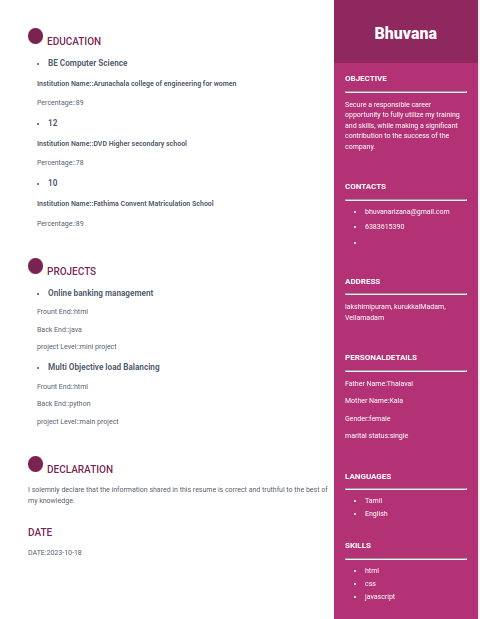 EDUCATION
BE Computer Science
Institution Name::Arunachala college of engineering for women
Percentage::89
12
Institution Name::DVD Higher secondary school
Percentage::78
10
Institution Name::Fathima Convent Matriculation School
Percentage::89
PROJECTS
Online banking management
Frount End::html
Back End::java
project Level::mini project
Multi Objective load Balancing
Frount End::html
Back End::python
project Level::main project
DECLARATION
I solemnly declare that the information shared in this resume is correct and truthful to the best of
my knowledge.
DATE
DATE:2023-10-18
Bhuvana
OBJECTIVE
Secure a responsible career
opportunity to fully utilize my training
and skills, while making a significant
contribution to the success of the
company.
CONTACTS
bhuvanarizana@gmail.com
6383615390
ADDRESS
lakshimipuram, kurukkalMadam,
Vellamadam
PERSONALDETAILS
Father Name:Thalavai
Mother Name:Kala
Gender:female
marital status:single
LANGUAGES
Tamil
English
SKILLS
html
css
javascript